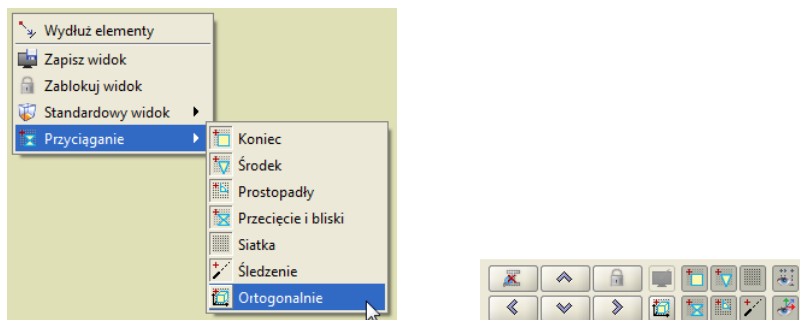 Wydłuż elementy
Zapisz widok
Zablokuj widok
Standardowy widok
Przyciąganie
Koniec
Środek
Prostopadły
Przecięcie i bliski
Siatka
Śledzenie
Ortogonalnie